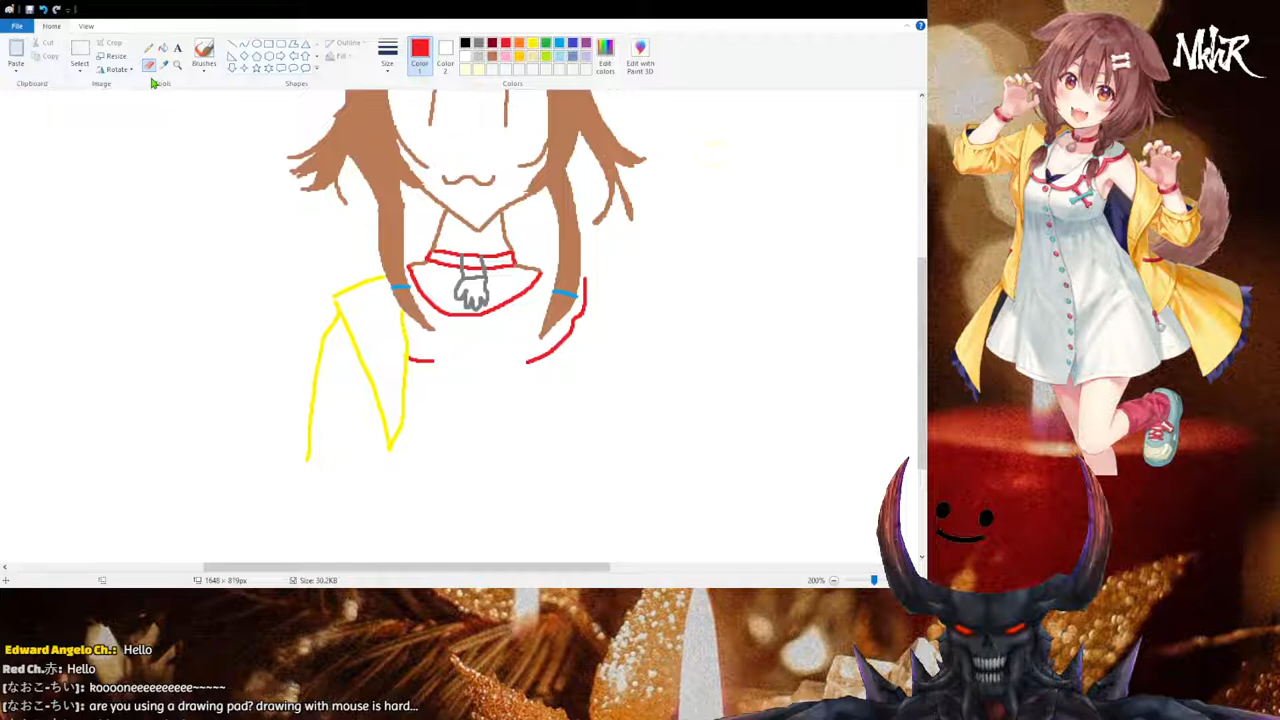 File Home View
Paste
Cut
Copy
Clipboard
Select
Crop
Resize
Rotate
Image
A
Tools
Brushes
Outline
Fill
Shapes
Size
Color 1
Color 2
Edit colors
Colors
Edit with Paint 3D
NkiR
1648 × 819px
Size: 30.2KB
200%
Edward Angelo Ch.: Hello
Red Ch.赤: Hello
[なおこ-ちい]: kooooneeeeeeeeee~~~~~
[なおこ-ちい]: are you using a drawing pad? drawing with mouse is hard...